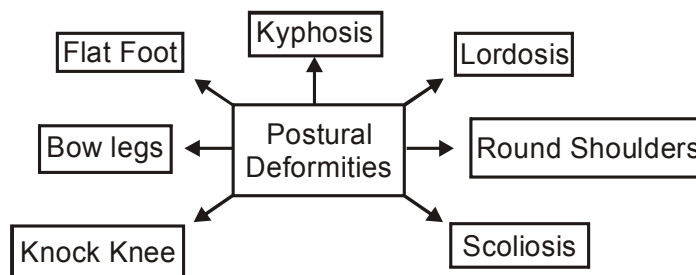 Kyphosis
Flat Foot
Lordosis
Postural
Deformities
Bow legs
Round Shoulders
Knock Knee
Scoliosis